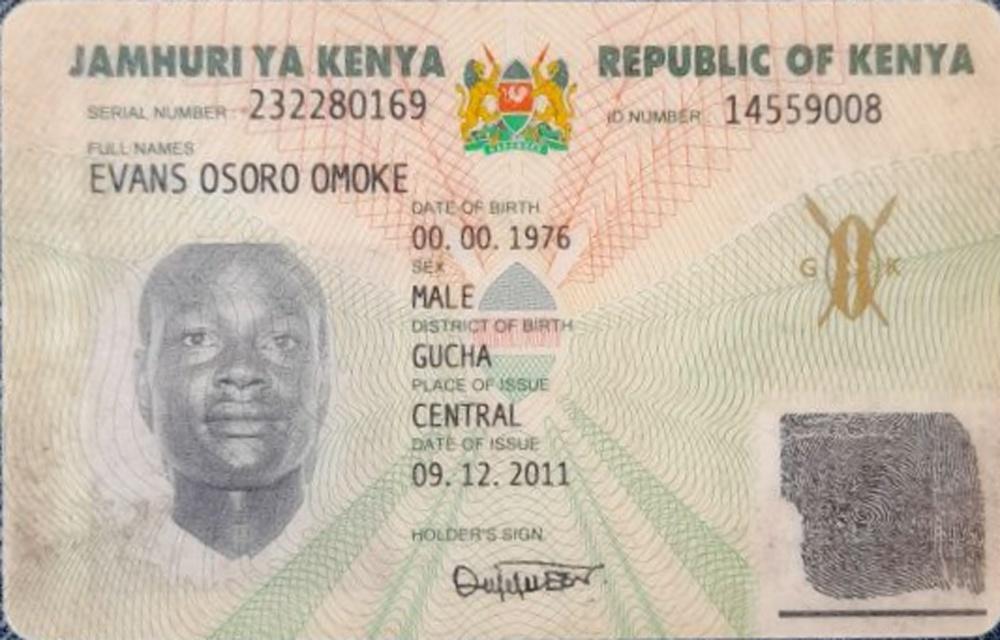 JAMHURI YA KENYA REPUBLIC OF KENYA
SERIAL NUMBER : 232280169 ID NUMBER : 14559008
FULL NAMES
EVANS OSORO OMOKE
DATE OF BIRTH
00. 00. 1976
SEX
MALE
DISTRICT OF BIRTH
GUCHA
PLACE OF ISSUE
CENTRAL
DATE OF ISSUE
09. 12. 2011
HOLDER'S SIGN.
G K